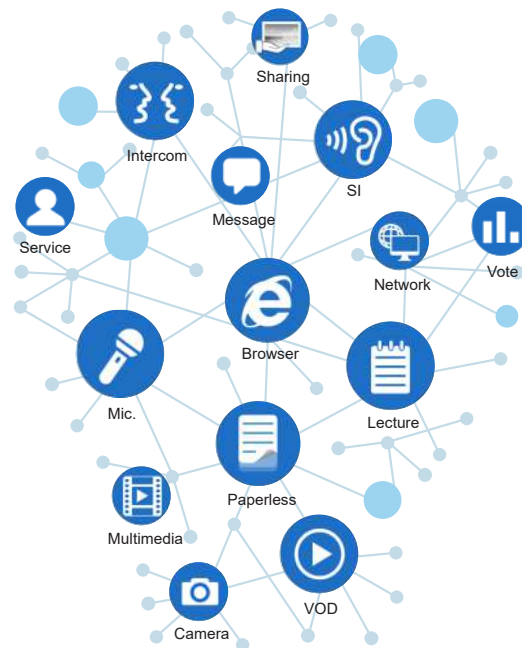 Sharing
Intercom
SI
Message
Service
Network
Vote
Browser
Mic.
Lecture
Paperless
Multimedia
VOD
Camera